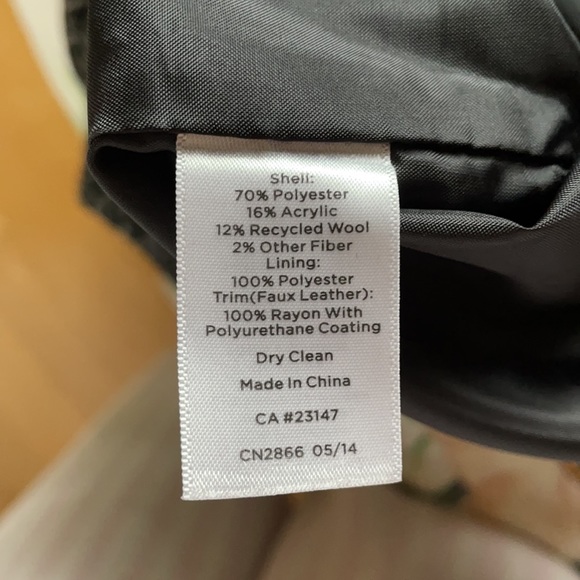 Shell:
70% Polyester
16% Acrylic
12% Recycled Wool
2% Other Fiber
Lining:
100% Polyester
Trim(Faux Leather):
100% Rayon With
Polyurethane Coating
Dry Clean
Made In China
CA #23147
CN2866 05/14